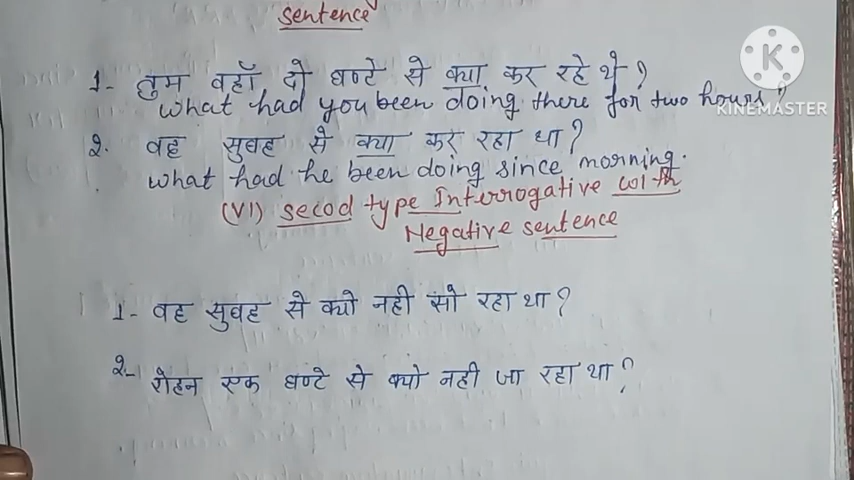 sentence
1- तुम वहाँ दो घण्टे से क्या कर रहे थे?
what had you been doing there for two hours?
K
KINEMASTER
2. वह सुबह से क्या कर रहा था?
what had he been doing since morning.
(VI) secod type Interrogative with
Negative sentence
1- वह सुबह से क्यो नही सो रहा था?
2- रोहन एक घण्टे से क्यो नही जा रहा था?